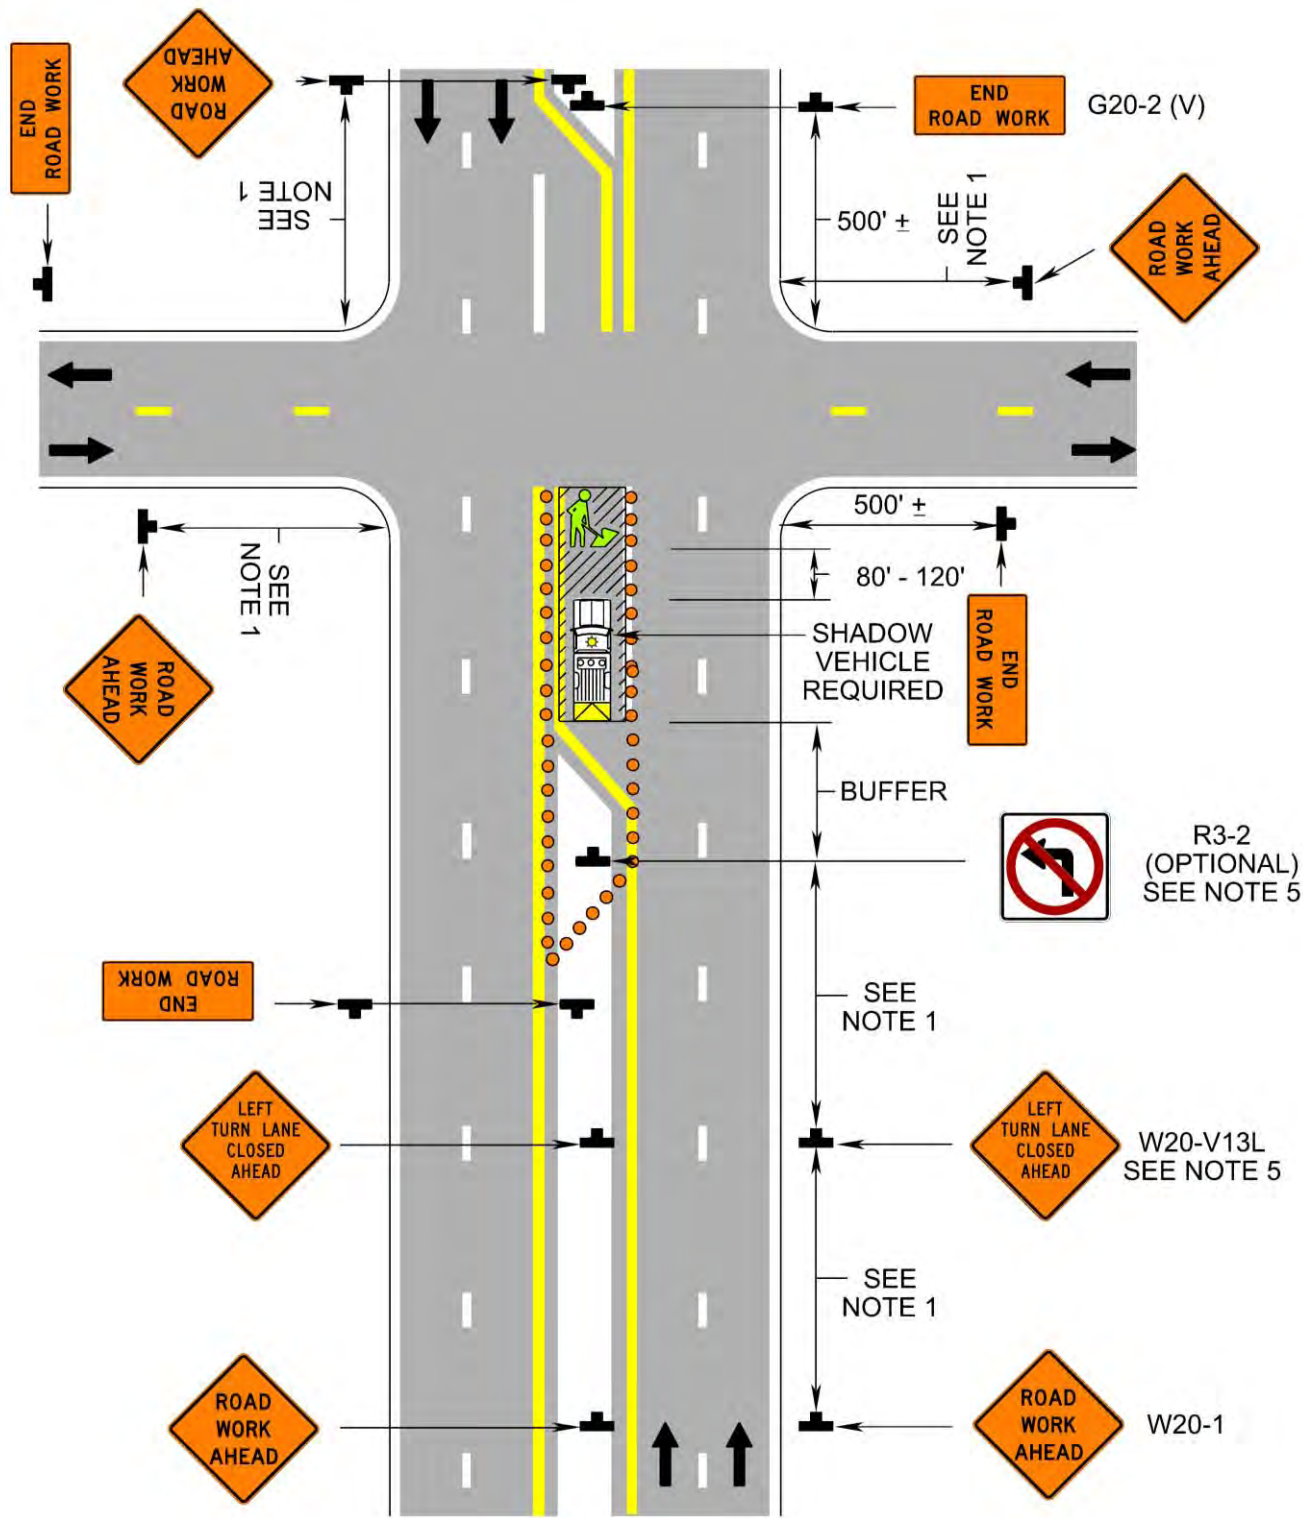 END
ROAD WORK
ROAD
WORK
AHEAD
SEE
NOTE 1
END
ROAD WORK
G20-2 (V)
500' ±
SEE
NOTE 1
ROAD
WORK
AHEAD
SEE
NOTE 1
500' ±
80' - 120'
SHADOW
VEHICLE
REQUIRED
END
ROAD WORK
ROAD
WORK
AHEAD
BUFFER
R3-2
(OPTIONAL)
SEE NOTE 5
END
ROAD WORK
SEE
NOTE 1
LEFT
TURN LANE
CLOSED
AHEAD
LEFT
TURN LANE
CLOSED
AHEAD
W20-V13L
SEE NOTE 5
SEE
NOTE 1
ROAD
WORK
AHEAD
ROAD
WORK
AHEAD
W20-1